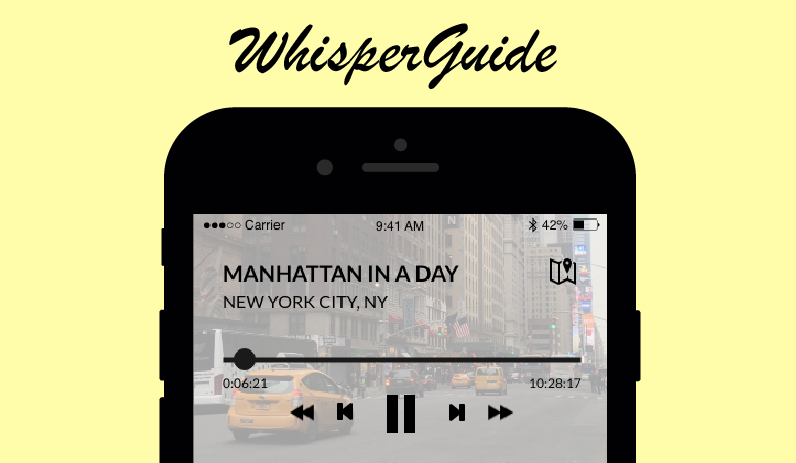 WhisperGuide
Carrier 9:41 AM 42%
MANHATTAN IN A DAY
NEW YORK CITY, NY
0:06:21 10:28:17